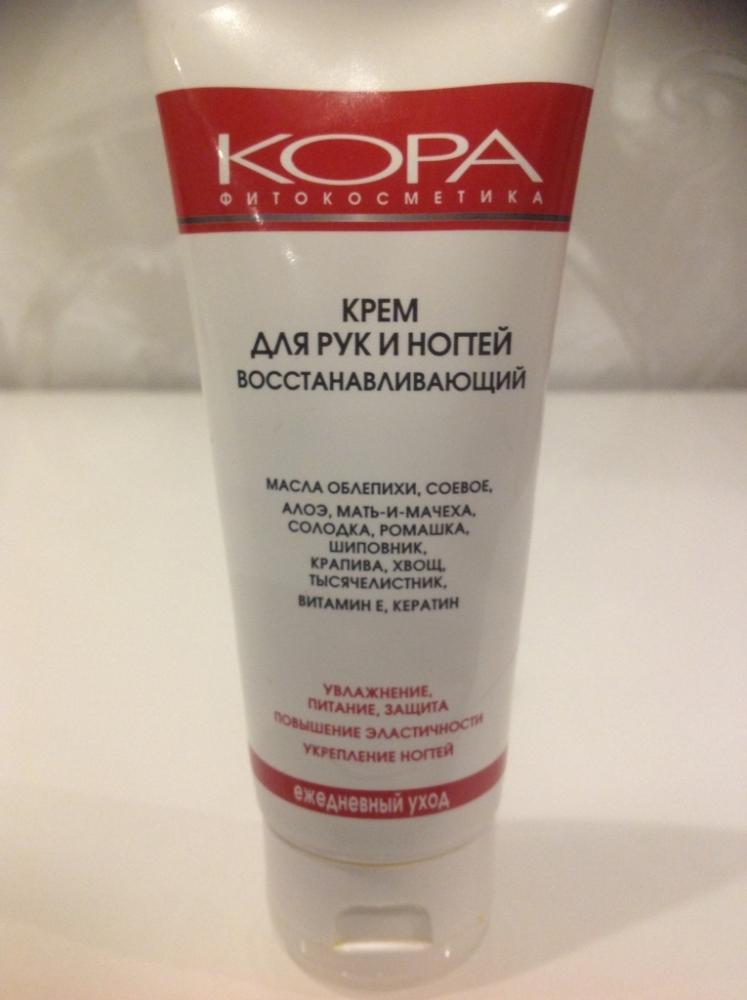 КОРА
ФИТОКОСМЕТИКА
КРЕМ
ДЛЯ РУК И НОГТЕЙ
ВОССТАНАВЛИВАЮЩИЙ
МАСЛА ОБЛЕПИХИ, СОЕВОЕ,
АЛОЭ, МАТЬ-И-МАЧЕХА,
СОЛОДКА, РОМАШКА,
ШИПОВНИК,
КРАПИВА, ХВОЩ,
ТЫСЯЧЕЛИСТНИК,
ВИТАМИН Е, КЕРАТИН
УВЛАЖНЕНИЕ,
ПИТАНИЕ, ЗАЩИТА
ПОВЫШЕНИЕ ЭЛАСТИЧНОСТИ
УКРЕПЛЕНИЕ НОГТЕЙ
ежедневный уход